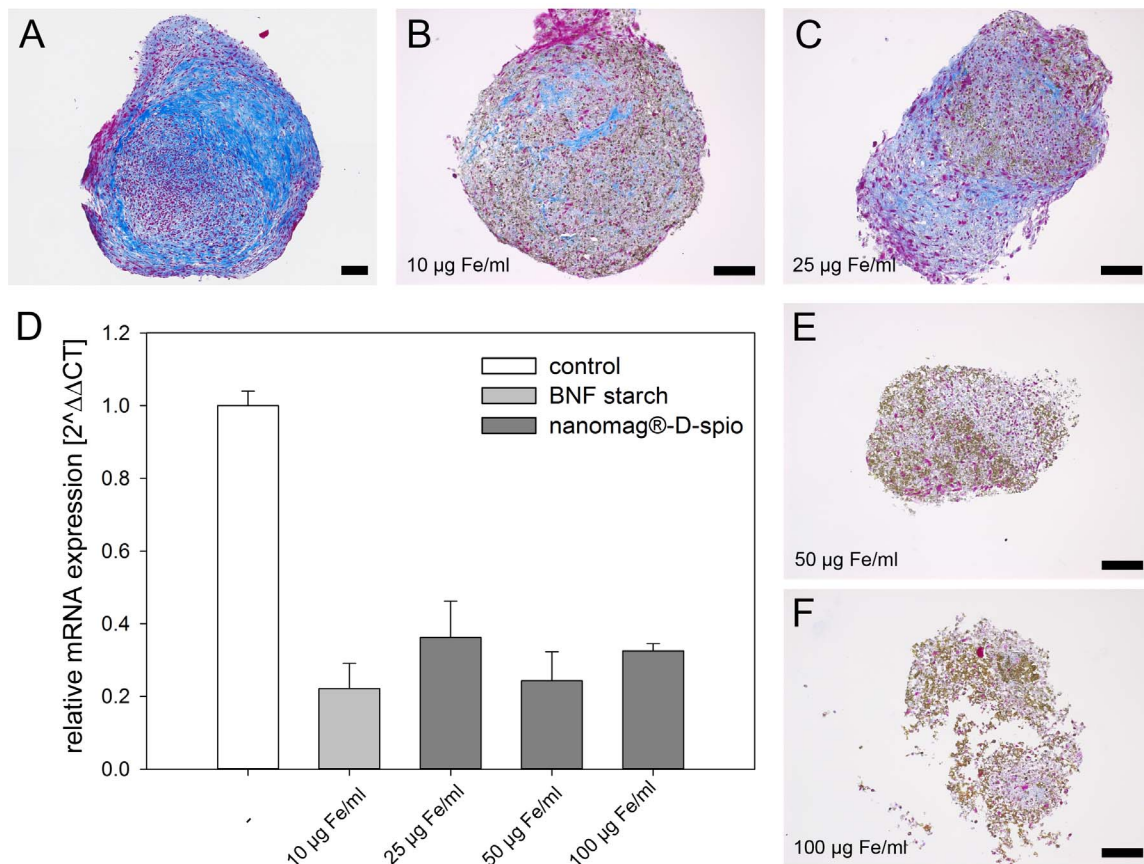 A
B
C
10 µg Fe/ml
25 µg Fe/ml
D
relative mRNA expression [2^ΔΔCT]
1.2
1.0
0.8
0.6
0.4
0.2
0.0
control
BNF starch
nanomag®-D-spio
-
10 µg Fe/ml
25 µg Fe/ml
50 µg Fe/ml
100 µg Fe/ml
E
50 µg Fe/ml
F
100 µg Fe/ml